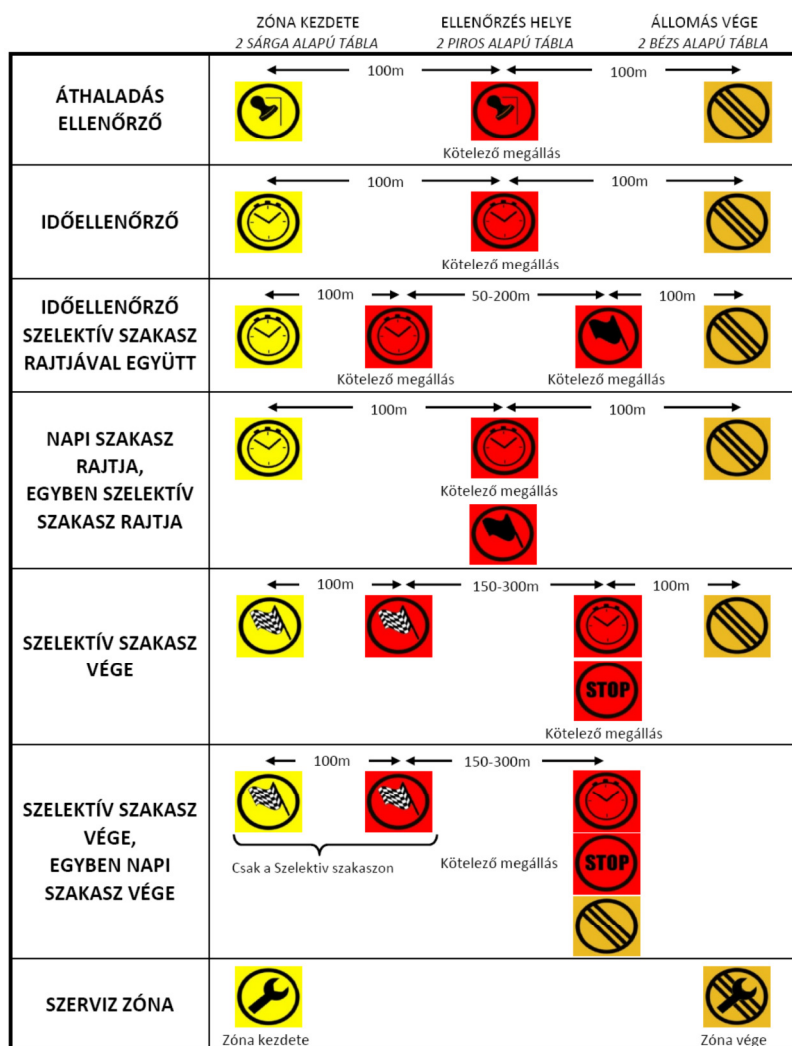 ZÓNA KEZDETE
2 SÁRGA ALAPÚ TÁBLA
ELLENŐRZÉS HELYE
2 PIROS ALAPÚ TÁBLA
ÁLLOMÁS VÉGE
2 BÉZS ALAPÚ TÁBLA
ÁTHALADÁS
ELLENŐRZŐ
100m
100m
Kötelező megállás
IDŐELLENŐRZŐ
100m
100m
Kötelező megállás
IDŐELLENŐRZŐ
SZELEKTÍV SZAKASZ
RAJTJÁVAL EGYÜTT
100m
50-200m
100m
Kötelező megállás
Kötelező megállás
NAPI SZAKASZ
RAJTJA,
EGYBEN SZELEKTÍV
SZAKASZ RAJTJA
100m
100m
Kötelező megállás
SZELEKTÍV SZAKASZ
VÉGE
100m
150-300m
100m
STOP
Kötelező megállás
SZELEKTÍV SZAKASZ
VÉGE,
EGYBEN NAPI
SZAKASZ VÉGE
100m
150-300m
Csak a Szelektiv szakaszon
Kötelező megállás
STOP
SZERVIZ ZÓNA
Zóna kezdete
Zóna vége